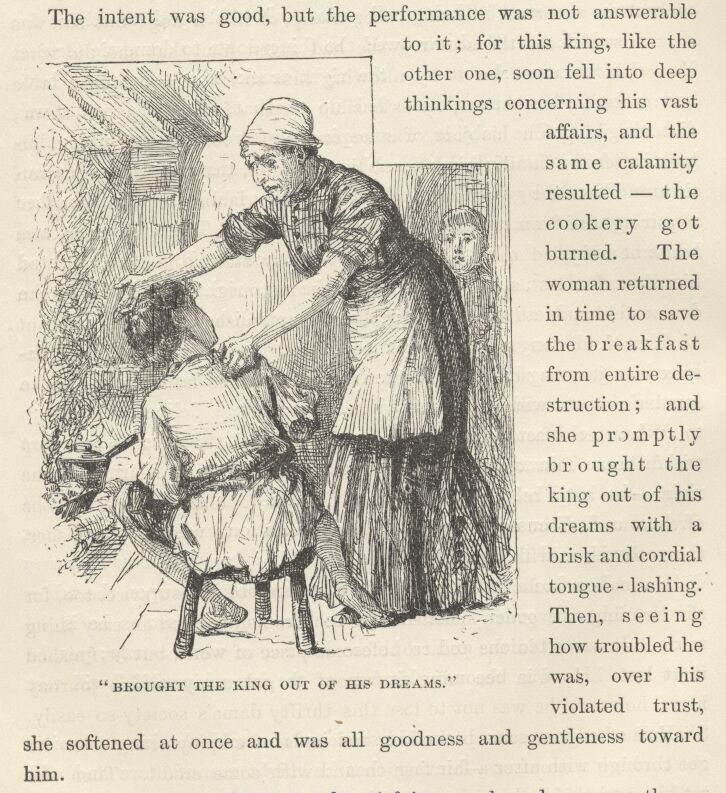 The intent was good, but the performance was not answerable
to it; for this king, like the
other one, soon fell into deep
thinkings concerning his vast
affairs, and the
same calamity
resulted — the
cookery got
burned. The
woman returned
in time to save
the breakfast
from entire de-
struction; and
she promptly
brought the
king out of his
dreams with a
brisk and cordial
tongue-lashing.
Then, seeing
how troubled he
was, over his
violated trust,
she softened at once and was all goodness and gentleness toward
him.
"BROUGHT THE KING OUT OF HIS DREAMS."